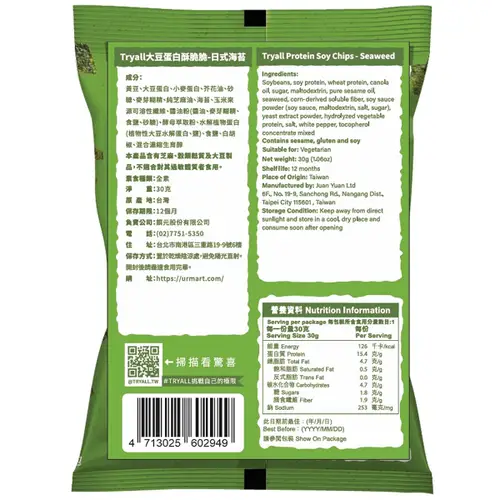 Tryall大豆蛋白酥脆脆-日式海苔
成分：
黃豆、大豆蛋白、小麥蛋白、芥花油、砂
糖、麥芽糊精、純芝麻油、海苔、玉米來
源可溶性纖維、醬油粉(醬油、麥芽糊
精、砂糖)、酵母萃取粉、水解植物蛋白
(植物性大豆水解蛋白、鹽)、食鹽、白胡
椒、混合濃縮生育醇
本產品含有芝麻、穀類麩質及大豆製
品，不適合對其過敏體質者食用。
素食種類：全素
淨 重：30克
原 產 地：台灣
保存期限：12個月
負責公司：顆元股份有限公司
電 話：(02)7751-5350
住 址：台北市南港區三重路19-9號6樓
保存方式：置於乾燥陰涼處，避免陽光直射。
開封後請盡速食用完畢。
網 址：https://urmart.com/
@TRYALL.TW
←掃描看驚喜
#TRYALL挑戰自己的極限
4 713025 602949
Tryall Protein Soy Chips - Seaweed
Ingredients:
Soybeans, soy protein, wheat protein, canola
oil, sugar, maltodextrin, pure sesame oil,
seaweed, corn-derived soluble fiber, soy sauce
powder (soy sauce, maltodextrin, salt, sugar),
yeast extract powder, hydrolyzed vegetable
protein, salt, white pepper, tocopherol
concentrate mixed
Contains sesame, gluten and soy
Suitable for: Vegetarian
Net weight: 30g (1.06oz)
Shelflife: 12 months
Place of Origin: Taiwan
Manufactured by: Juan Yuan Ltd
6F., No. 19-9, Sanchong Rd., Nangang Dist.,
Taipei City 115601 , Taiwan
Storage Condition: Keep away from direct
sunlight and store in a cool, dry place and
consume soon after opening
營養資料 Nutrition Information
Serving per package 每包裝所含食用分量數目:1
每一份量30克 每份
Serving Size 30g Per Serving
能量 Energy 126 千卡/kcal
蛋白質 Protein 15.4 克/g
總脂肪 Total Fat 4.7 克/g
飽和脂肪 Saturated Fat 0.5 克/g
反式脂肪 Trans Fat 0.0 克/g
碳水化合物 Carbohydrates 4.7 克/g
糖 Sugars 1.8 克/g
膳食纖維 Fiber 1.9 克/g
鈉 Sodium 253 毫克/mg
此日期前最佳：(年/月/日)
Best Before：(YYYY/MM/DD)
請參閱包裝 Show On Package